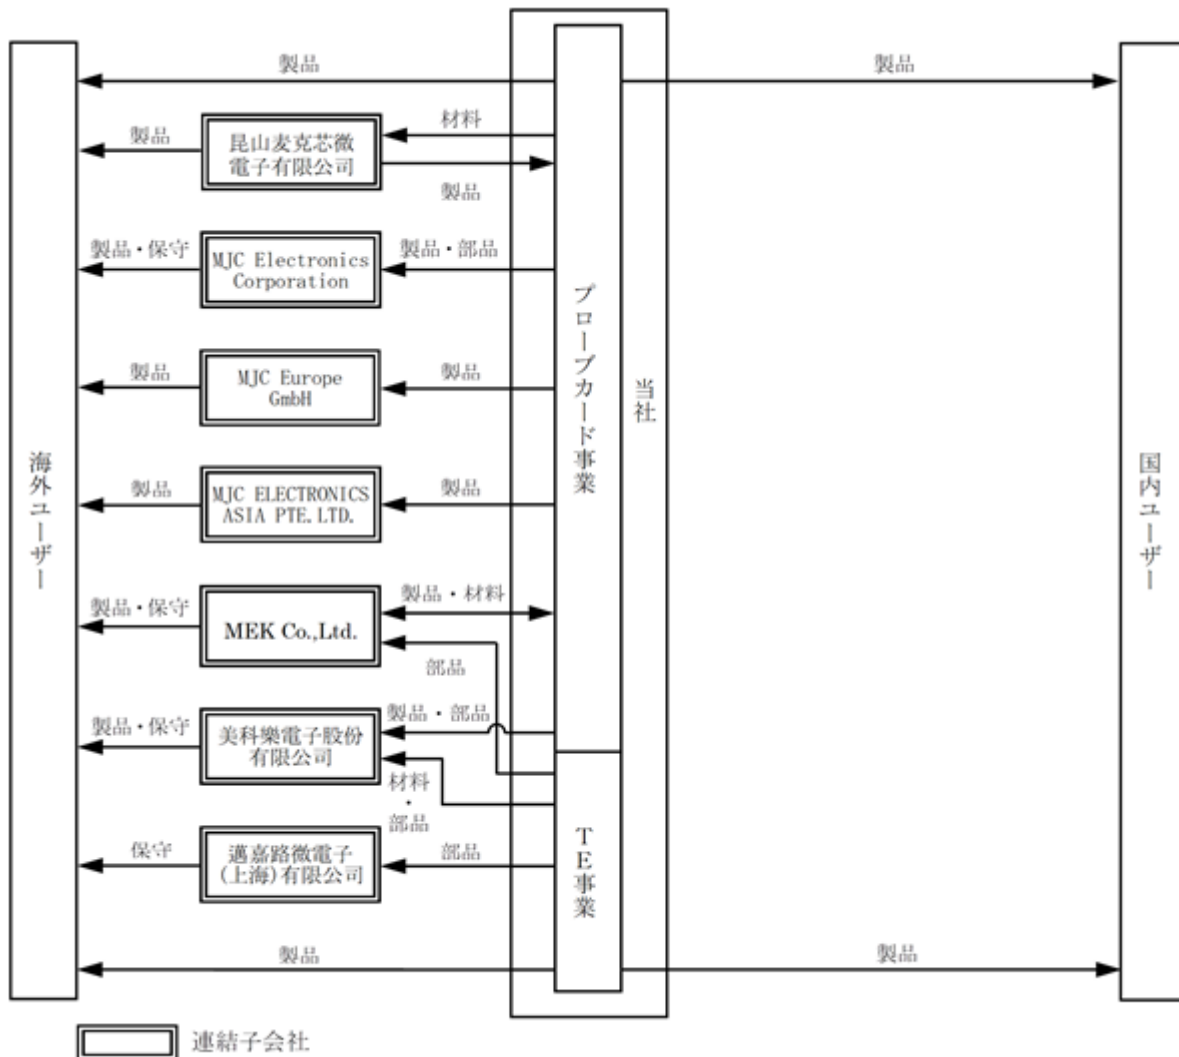 製品
製品
材料
製品
昆山麦克芯微
電子有限公司
製品
製品・保守
MJC Electronics
Corporation
製品・部品
製品
MJC Europe
GmbH
製品
製品
MJC ELECTRONICS
ASIA PTE.LTD.
製品
製品・保守
MEK Co.,Ltd.
製品・材料
部品
製品・保守
美科樂電子股份
有限公司
製品・部品
材料
・
部品
保守
邁嘉路微電子
(上海)有限公司
部品
製品
製品
海外ユーザー
プローブカード事業
TE事業
当社
国内ユーザー
連結子会社